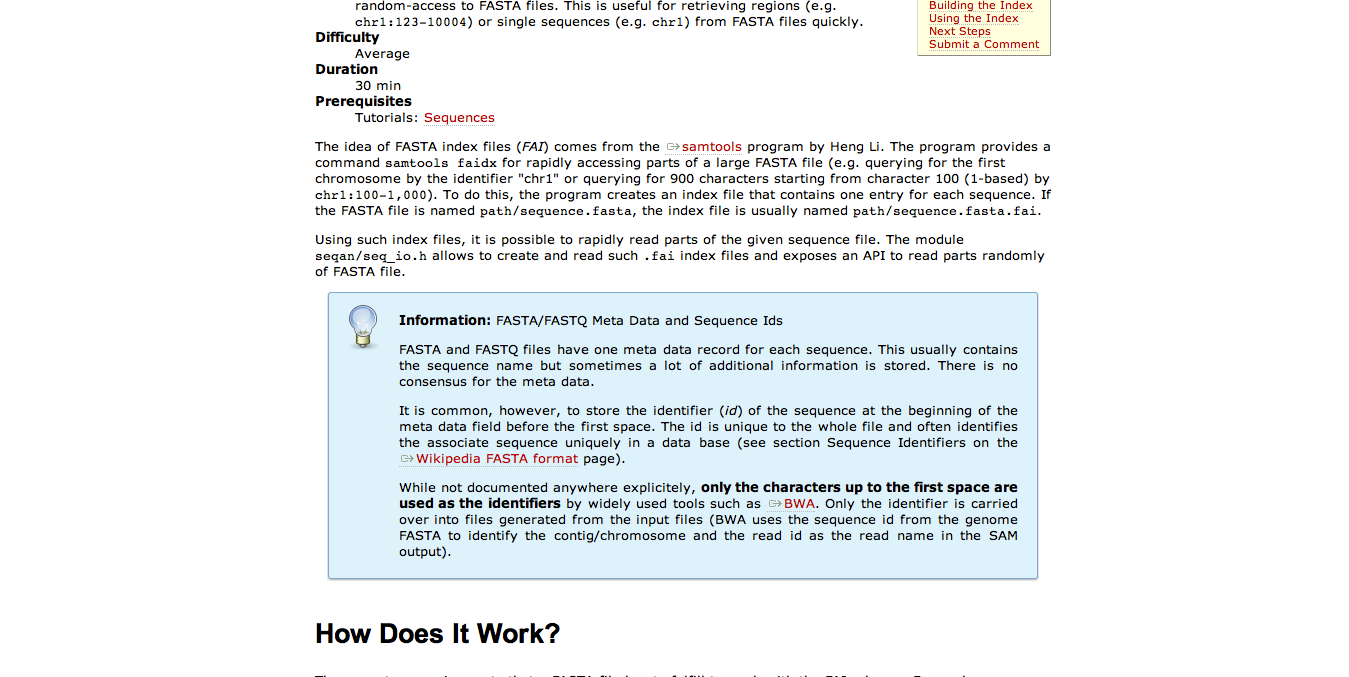 random-access to FASTA files. This is useful for retrieving regions (e.g.
chr1:123-10004) or single sequences (e.g. chr1) from FASTA files quickly.
Difficulty
Average
Duration
30 min
Prerequisites
Tutorials: Sequences
Building the Index
Using the Index
Next Steps
Submit a Comment
The idea of FASTA index files (FAI) comes from the samtools program by Heng Li. The program provides a
command samtools faidx for rapidly accessing parts of a large FASTA file (e.g. querying for the first
chromosome by the identifier "chr1" or querying for 900 characters starting from character 100 (1-based) by
chr1:100-1,000). To do this, the program creates an index file that contains one entry for each sequence. If
the FASTA file is named path/sequence.fasta, the index file is usually named path/sequence.fasta.fai.
Using such index files, it is possible to rapidly read parts of the given sequence file. The module
seqan/seq_io.h allows to create and read such .fai index files and exposes an API to read parts randomly
of FASTA file.
Information: FASTA/FASTQ Meta Data and Sequence Ids
FASTA and FASTQ files have one meta data record for each sequence. This usually contains
the sequence name but sometimes a lot of additional information is stored. There is no
consensus for the meta data.
It is common, however, to store the identifier (id) of the sequence at the beginning of the
meta data field before the first space. The id is unique to the whole file and often identifies
the associate sequence uniquely in a data base (see section Sequence Identifiers on the
Wikipedia FASTA format page).
While not documented anywhere explicitely, only the characters up to the first space are
used as the identifiers by widely used tools such as BWA. Only the identifier is carried
over into files generated from the input files (BWA uses the sequence id from the genome
FASTA to identify the contig/chromosome and the read id as the read name in the SAM
output).
How Does It Work?